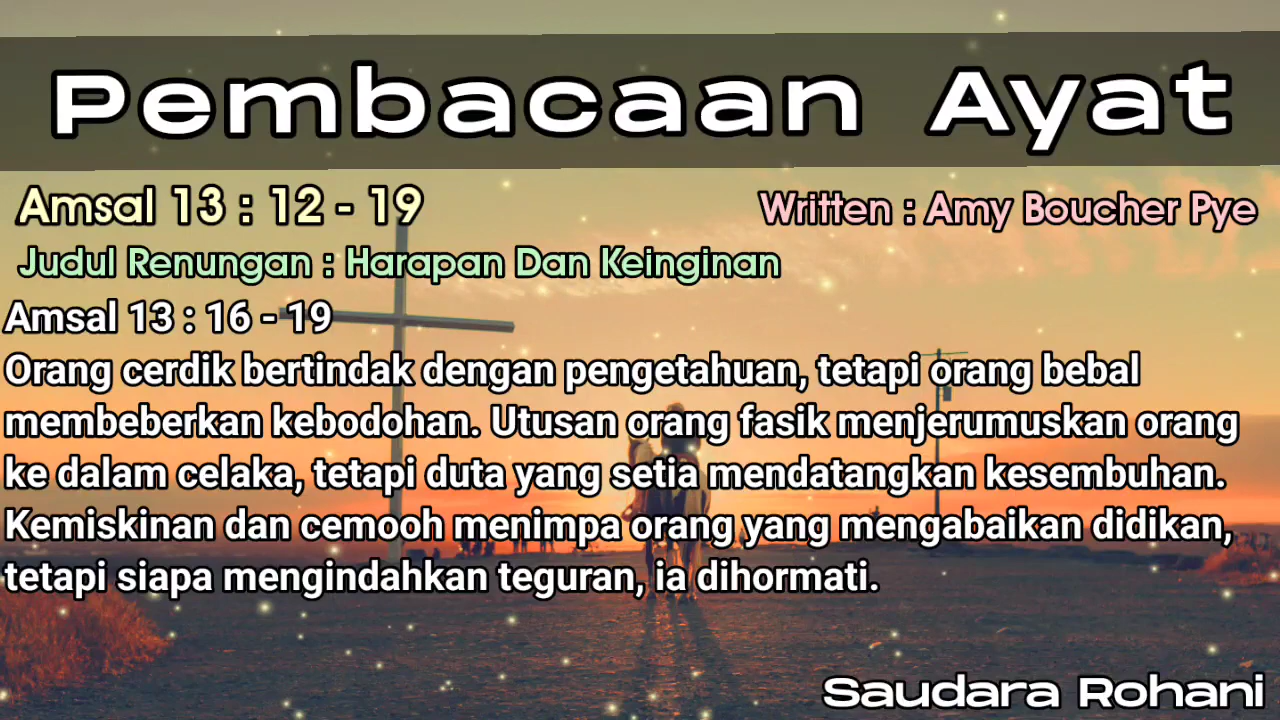 Pembacaan Ayat
Amsal 13 : 12 - 19
Written : Amy Boucher Pye
Judul Renungan : Harapan Dan Keinginan
Amsal 13 : 16 - 19
Orang cerdik bertindak dengan pengetahuan, tetapi orang bebal
membeberkan kebodohan. Utusan orang fasik menjerumuskan orang
ke dalam celaka, tetapi duta yang setia mendatangkan kesembuhan.
Kemiskinan dan cemooh menimpa orang yang mengabaikan didikan,
tetapi siapa mengindahkan teguran, ia dihormati.
Saudara Rohani